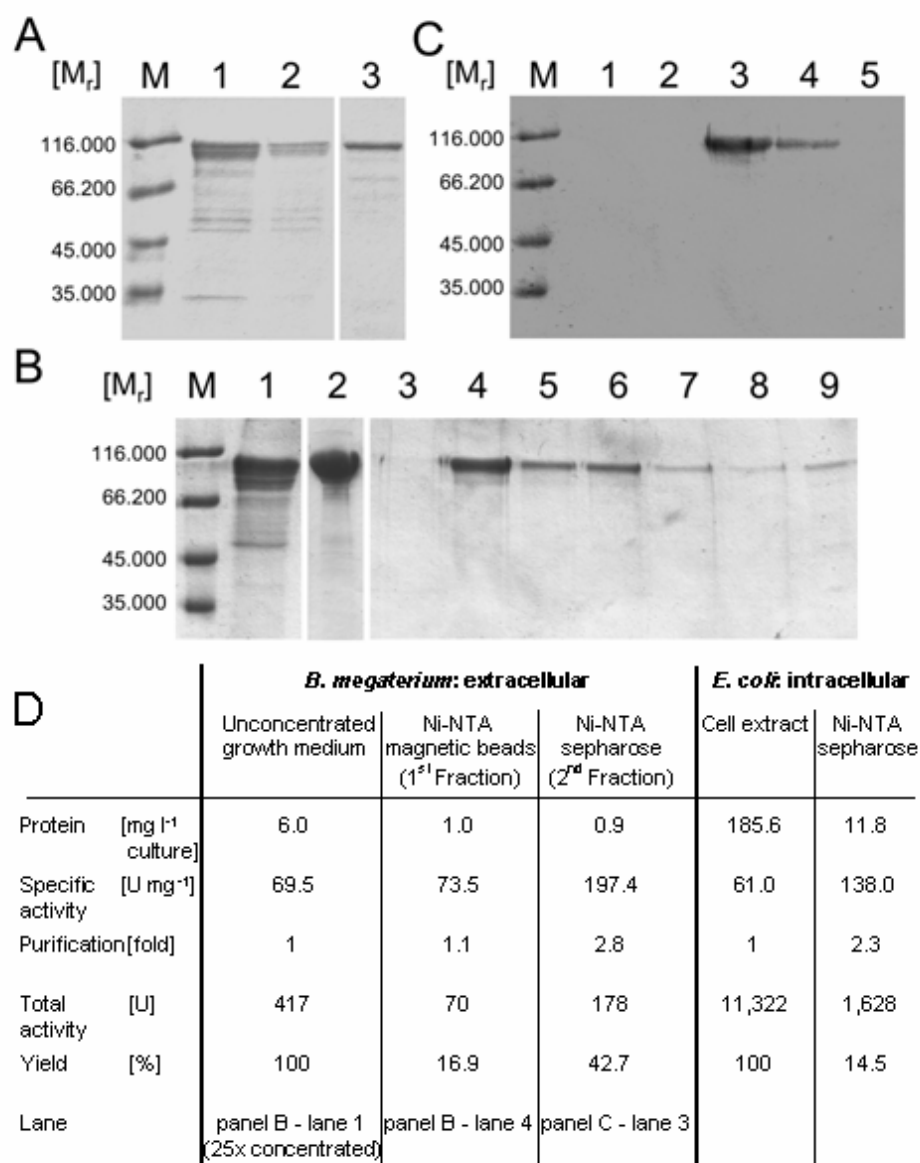 A
[Mr] M 1 2 3
116.000
66.200
45.000
35.000
C
[Mr] M 1 2 3 4 5
116.000
66.200
45.000
35.000
B
[Mr] M 1 2 3 4 5 6 7 8 9
116.000
66.200
45.000
35.000
D
B. megaterium: extracellular E. coli: intracellular
Unconcentrated growth medium Ni-NTA magnetic beads (1st Fraction) Ni-NTA sepharose (2nd Fraction) Cell extract Ni-NTA sepharose
Protein [mg l-1 culture] 6.0 1.0 0.9 185.6 11.8
Specific activity [U mg-1] 69.5 73.5 197.4 61.0 138.0
Purification [fold] 1 1.1 2.8 1 2.3
Total activity [U] 417 70 178 11,322 1,628
Yield [%] 100 16.9 42.7 100 14.5
Lane panel B - lane 1 (25x concentrated) panel B - lane 4 panel C - lane 3